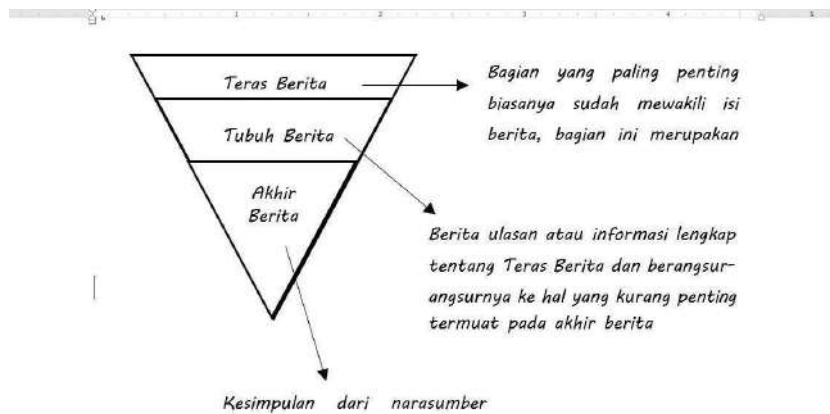 Teras Berita
Bagian yang paling penting
biasanya sudah mewakili isi
berita, bagian ini merupakan
Tubuh Berita
Berita ulasan atau informasi lengkap
tentang Teras Berita dan berangsur-
angsurnya ke hal yang kurang penting
termuat pada akhir berita
Akhir
Berita
Kesimpulan dari narasumber